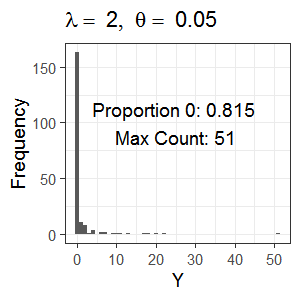 λ = 2, θ = 0.05
150
100
50
0
Frequency
Proportion 0: 0.815
Max Count: 51
0 10 20 30 40 50
Y